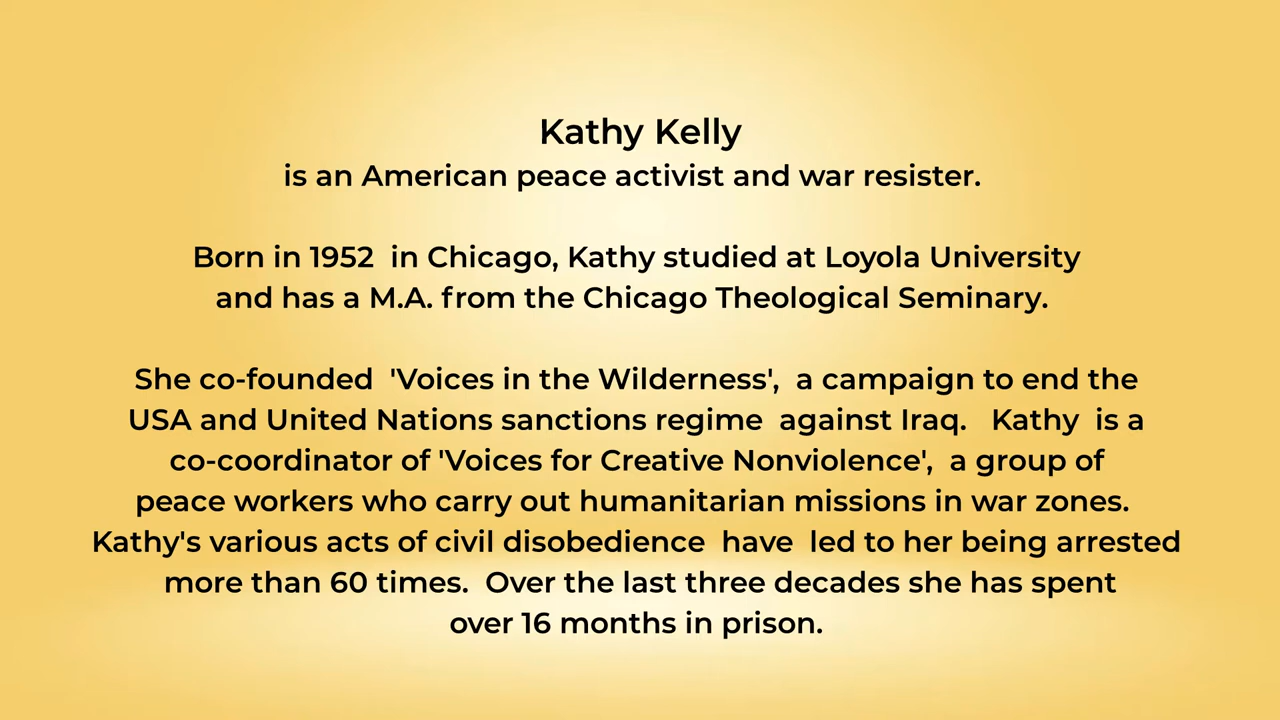 Kathy Kelly
is an American peace activist and war resister.
Born in 1952  in Chicago, Kathy studied at Loyola University
and has a M.A. from the Chicago Theological Seminary.
She co-founded  'Voices in the Wilderness',  a campaign to end the
USA and United Nations sanctions regime  against Iraq.   Kathy  is a
co-coordinator of 'Voices for Creative Nonviolence',  a group of
peace workers who carry out humanitarian missions in war zones.
Kathy's various acts of civil disobedience  have  led to her being arrested
more than 60 times.  Over the last three decades she has spent
over 16 months in prison.